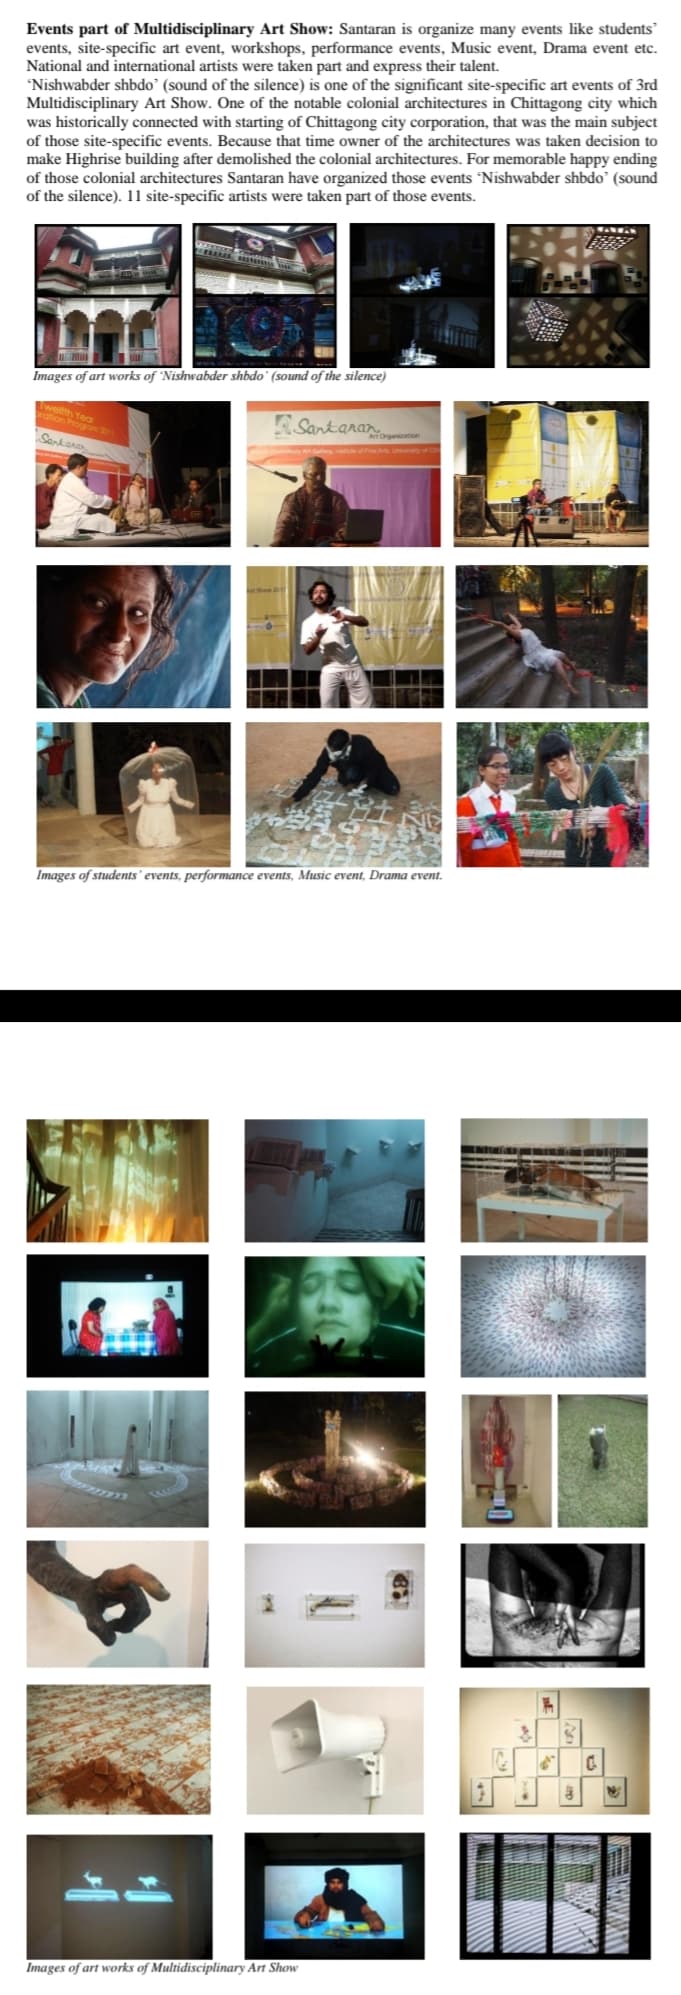 Events part of Multidisciplinary Art Show: Santaran is organize many events like students’
events, site-specific art event, workshops, performance events, Music event, Drama event etc.
National and international artists were taken part and express their talent.
‘Nishwabder shbdo’ (sound of the silence) is one of the significant site-specific art events of 3rd
Multidisciplinary Art Show. One of the notable colonial architectures in Chittagong city which
was historically connected with starting of Chittagong city corporation, that was the main subject
of those site-specific events. Because that time owner of the architectures was taken decision to
make Highrise building after demolished the colonial architectures. For memorable happy ending
of those colonial architectures Santaran have organized those events ‘Nishwabder shbdo’ (sound
of the silence). 11 site-specific artists were taken part of those events.
Images of art works of ‘Nishwabder shbdo’ (sound of the silence)
Twelfth Year
Santaran
Santaran
Art Organization
Images of students’ events, performance events, Music event, Drama event.
Images of art works of Multidisciplinary Art Show